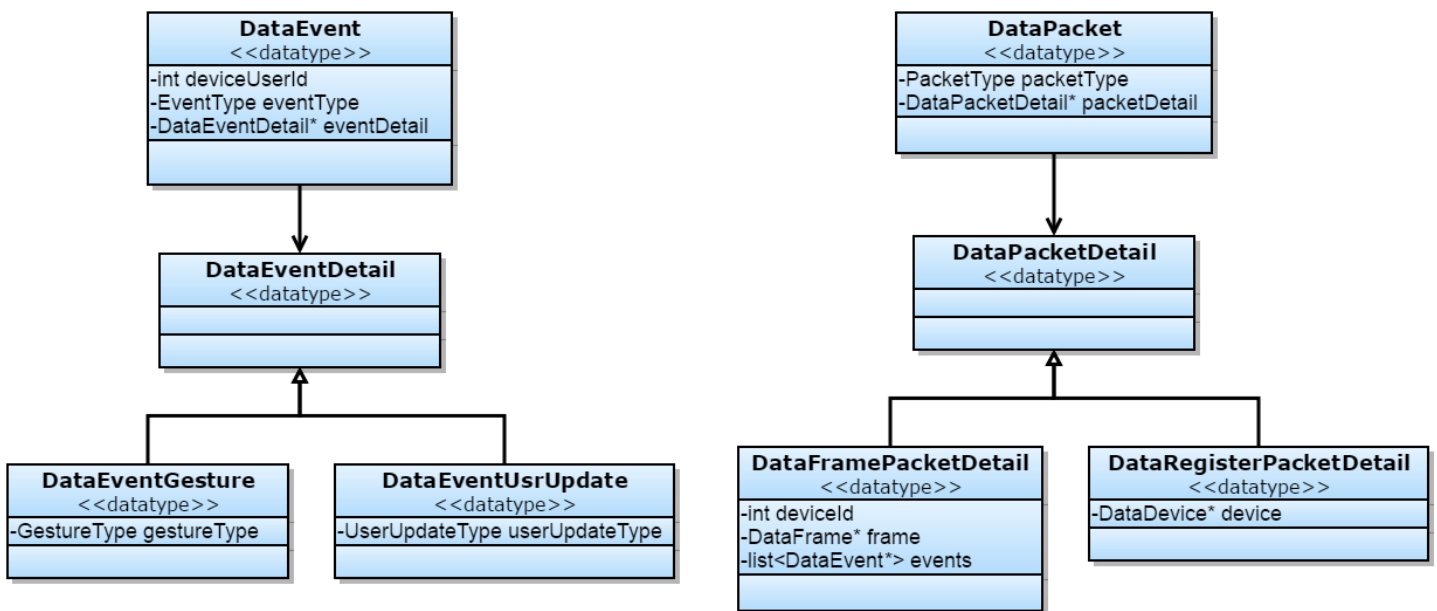 DataEvent
<<datatype>>
-int deviceUserId
-EventType eventType
-DataEventDetail* eventDetail
DataEventDetail
<<datatype>>
DataEventGesture
<<datatype>>
-GestureType gestureType
DataEventUsrUpdate
<<datatype>>
-UserUpdateType userUpdateType
DataPacket
<<datatype>>
-PacketType packetType
-DataPacketDetail* packetDetail
DataPacketDetail
<<datatype>>
DataFramePacketDetail
<<datatype>>
-int deviceId
-DataFrame* frame
-list<DataEvent*> events
DataRegisterPacketDetail
<<datatype>>
-DataDevice* device